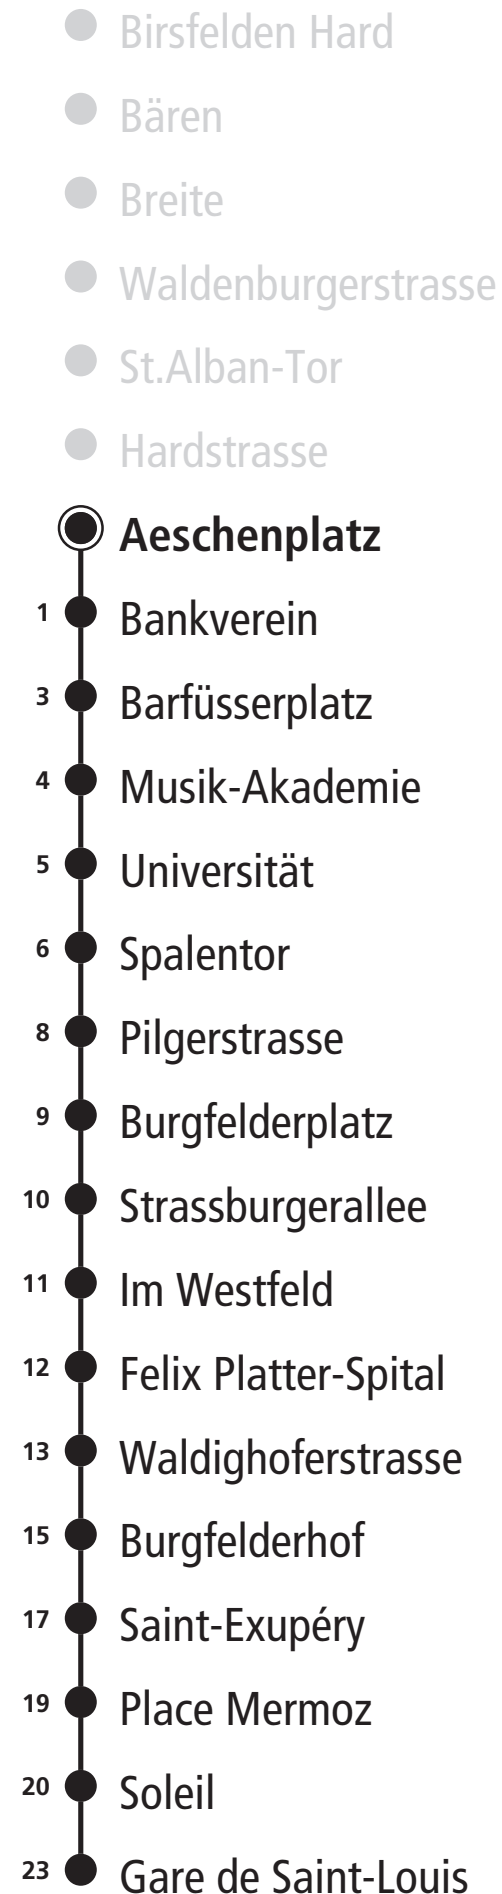 Birsfelden Hard
Bären
Breite
Waldenburgerstrasse
St.Alban-Tor
Hardstrasse
Aeschenplatz
1 Bankverein
3 Barfüsserplatz
4 Musik-Akademie
5 Universität
6 Spalentor
8 Pilgerstrasse
9 Burgfelderplatz
10 Strassburgerallee
11 Im Westfeld
12 Felix Platter-Spital
13 Waldighoferstrasse
15 Burgfelderhof
17 Saint-Exupéry
19 Place Mermoz
20 Soleil
23 Gare de Saint-Louis